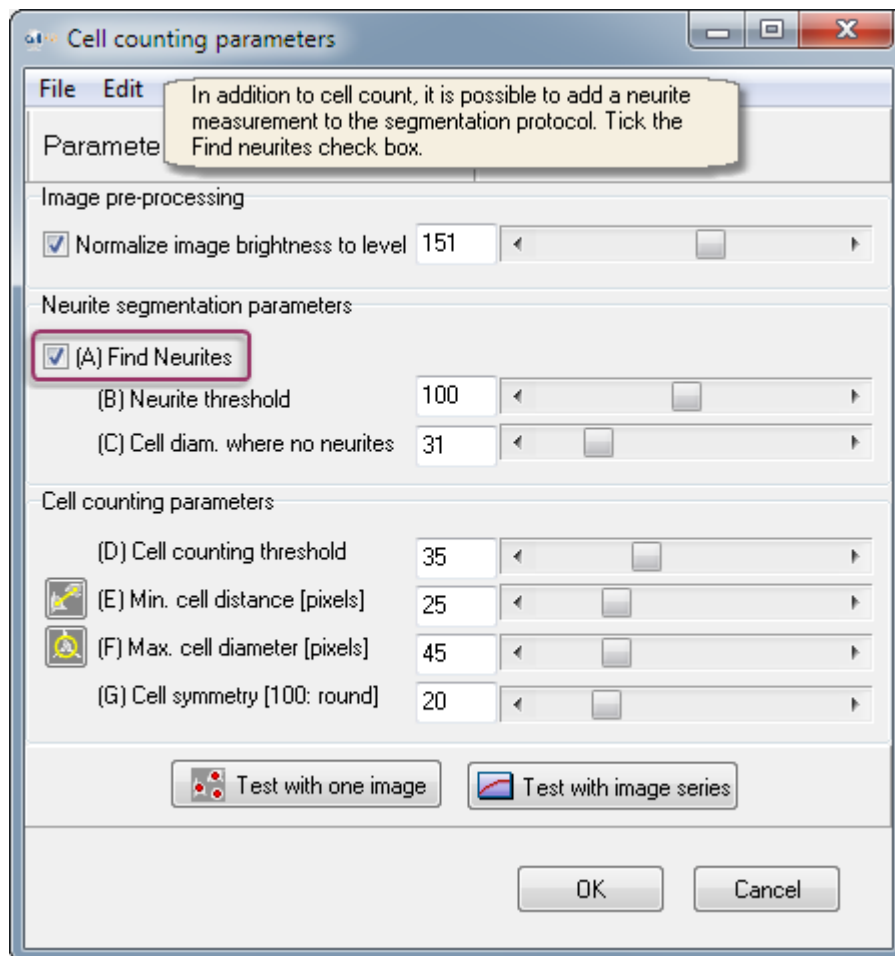 Cell counting parameters
File Edit
In addition to cell count, it is possible to add a neurite
measurement to the segmentation protocol. Tick the
Find neurites check box.
Paramete
Image pre-processing
Normalize image brightness to level 151
Neurite segmentation parameters
(A) Find Neurites
(B) Neurite threshold 100
(C) Cell diam. where no neurites 31
Cell counting parameters
(D) Cell counting threshold 35
(E) Min. cell distance [pixels] 25
(F) Max. cell diameter [pixels] 45
(G) Cell symmetry [100: round] 20
Test with one image Test with image series
OK Cancel